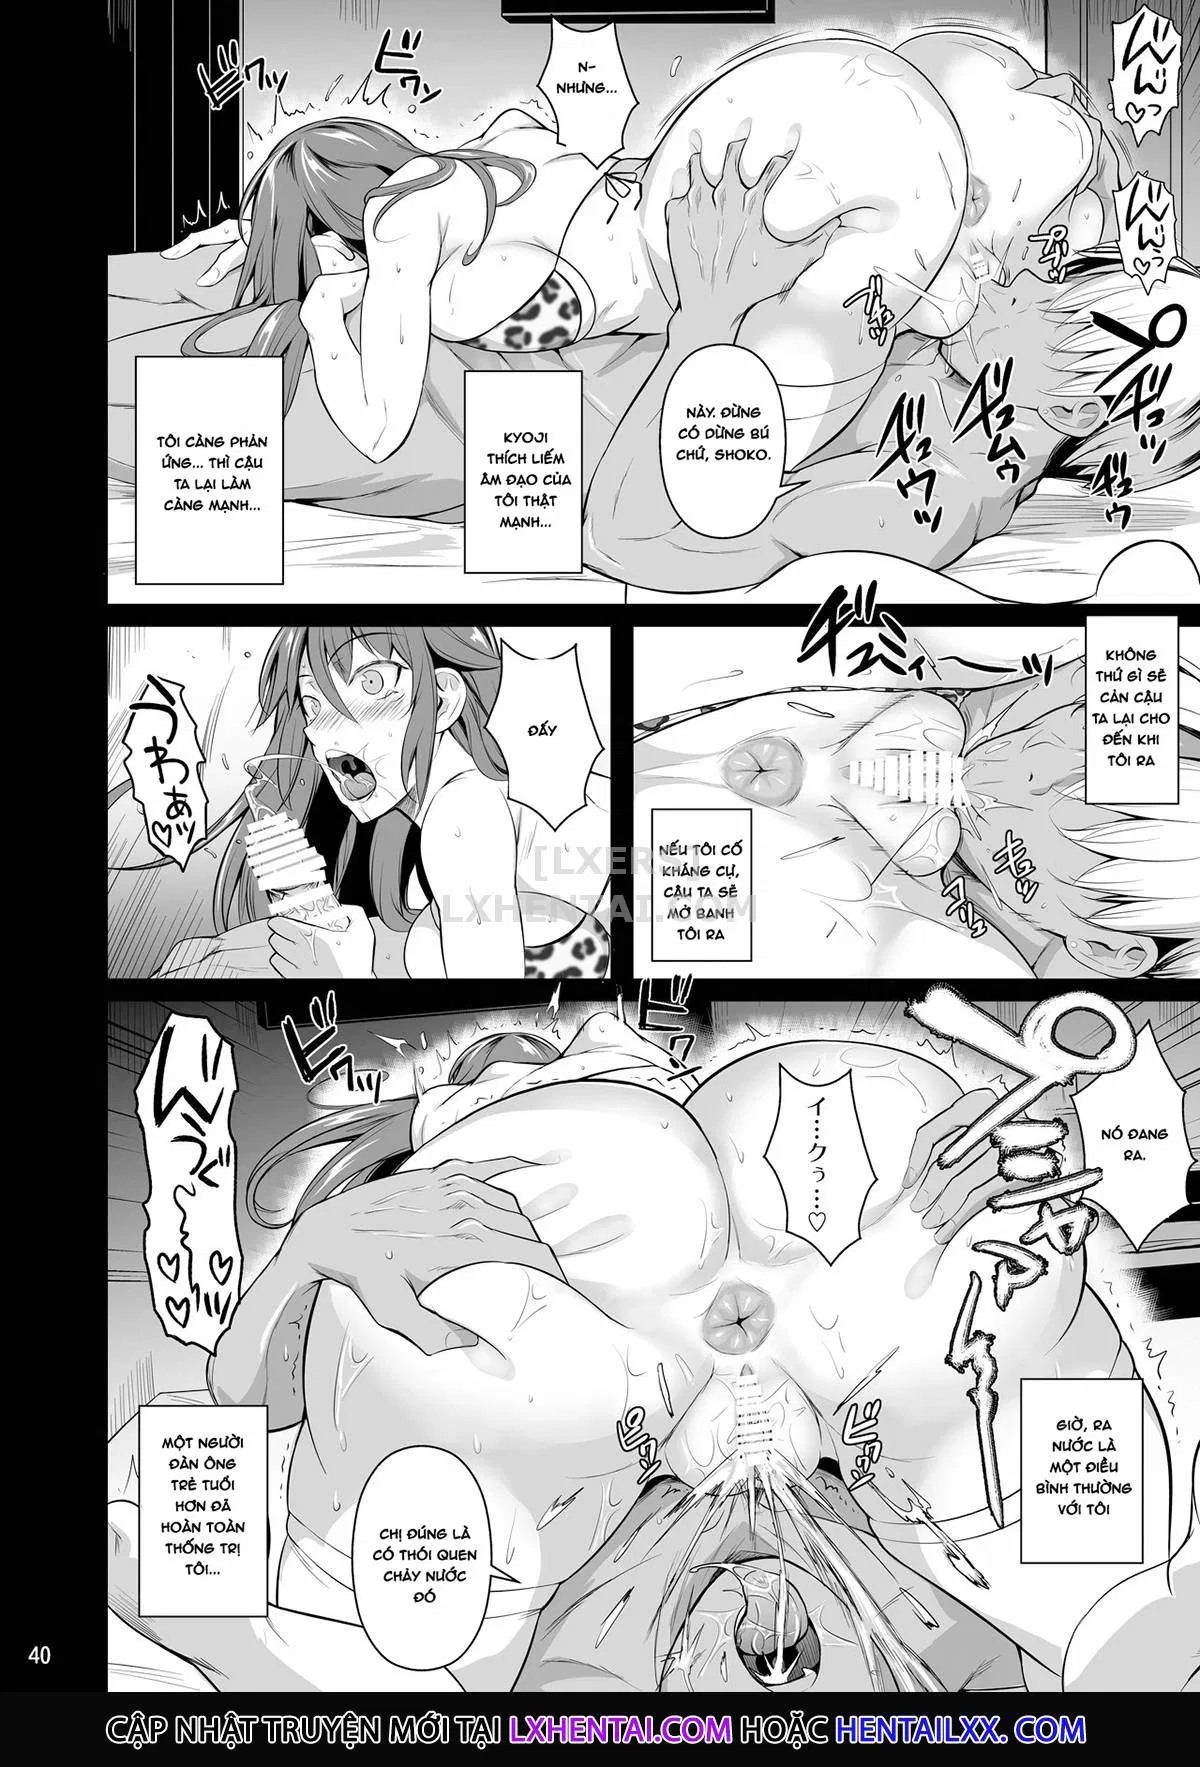 N-
NHƯNG...
NÀY. ĐỪNG
CÓ DỪNG BÚ
CHỨ, SHOKO.
KYOJI
THÍCH LIẾM
ÂM ĐẠO CỦA
TÔI THẬT
MẠNH...
TÔI CÀNG PHẢN
ỨNG... THÌ CẬU
TA LẠI LÀM
CÀNG MẠNH...
KHÔNG
THỨ GÌ SẼ
CẢN CẬU
TA LẠI CHO
ĐẾN KHI
TÔI RA
NẾU TÔI CỐ
KHÁNG CỰ,
CẬU TA SẼ
MỞ BANH
TÔI RA
ĐẤY
[LXERS]
LXHENTAI.COM
NÓ ĐANG
RA.
イ…クぅ…♡
GIỜ, RA
NƯỚC LÀ
MỘT ĐIỀU
BÌNH THƯỜNG
VỚI TÔI
CHỊ ĐÚNG LÀ
CÓ THÓI QUEN
CHẢY NƯỚC
ĐÓ
MỘT NGƯỜI
ĐÀN ÔNG
TRẺ TUỔI
HƠN ĐÃ
HOÀN TOÀN
THỐNG TRỊ
TÔI...
40
CẬP NHẬT TRUYỆN MỚI TẠI LXHENTAI.COM HOẶC HENTAILXX. COM